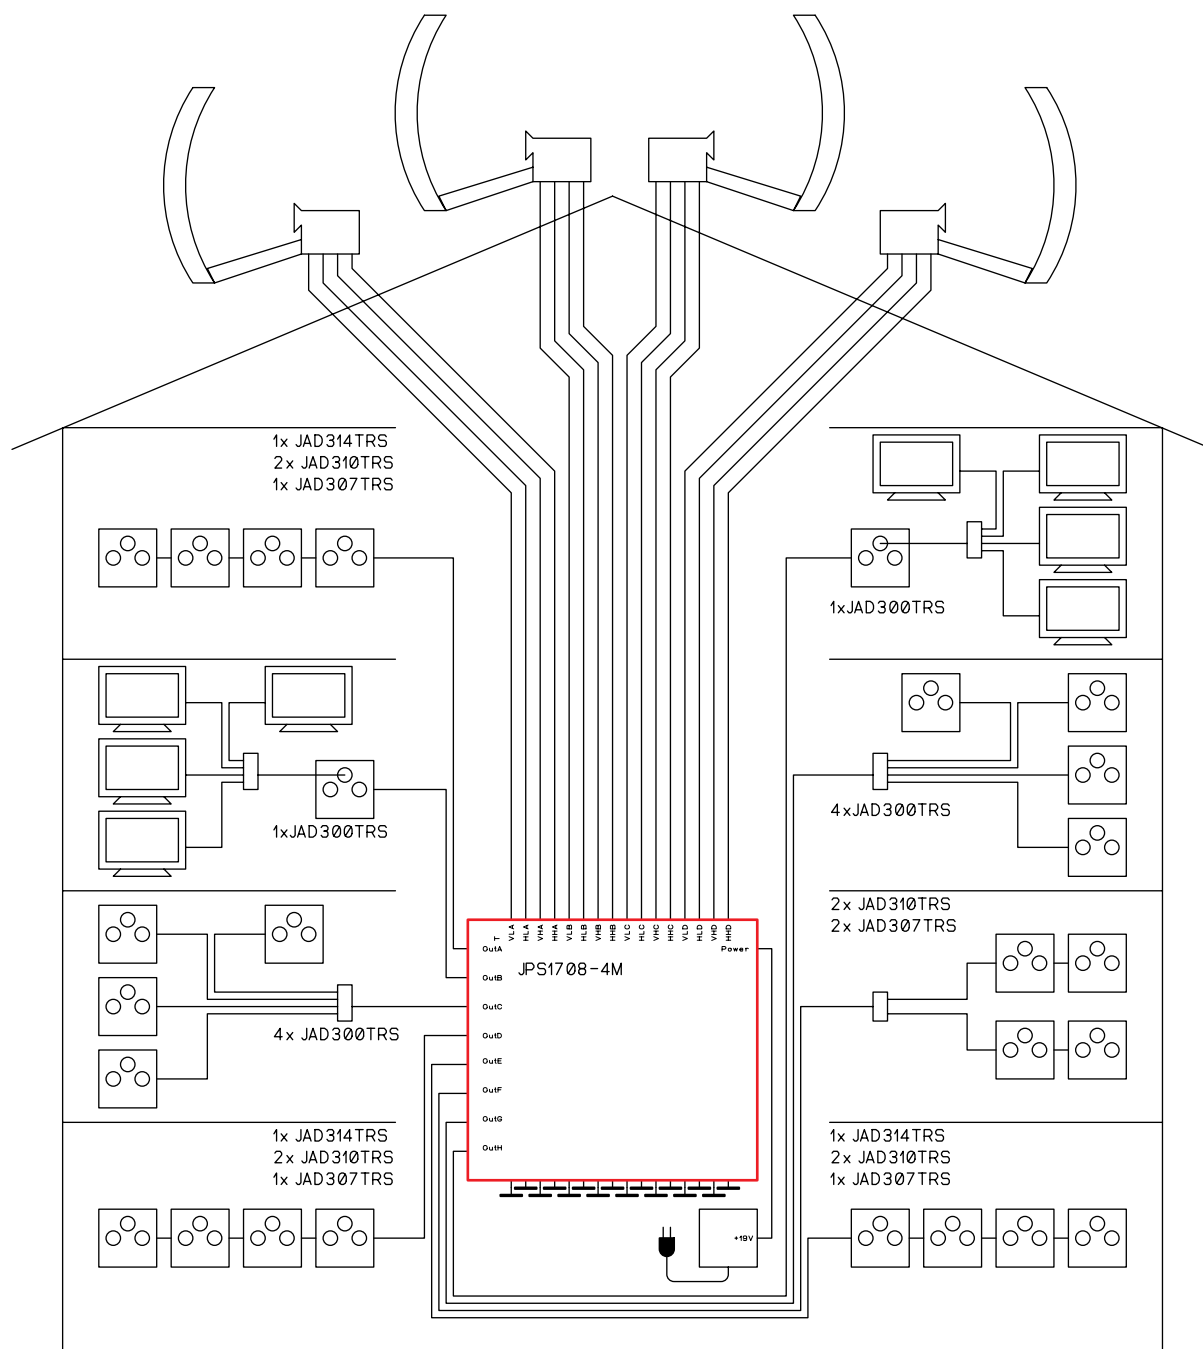 1x JAD314TRS
2x JAD310TRS
1x JAD307TRS
1xJAD300TRS
1xJAD300TRS
4xJAD300TRS
2x JAD310TRS
2x JAD307TRS
4x JAD300TRS
T VLA HLA VHA HHA VLB HLB VHB HHB VLC HLC VHC HHC VLD HLD VHD HHD
OutA
Power
JPS1708-4M
OutB
OutC
OutD
OutE
OutF
OutG
OutH
1x JAD314TRS
2x JAD310TRS
1x JAD307TRS
1x JAD314TRS
2x JAD310TRS
1x JAD307TRS
+19V